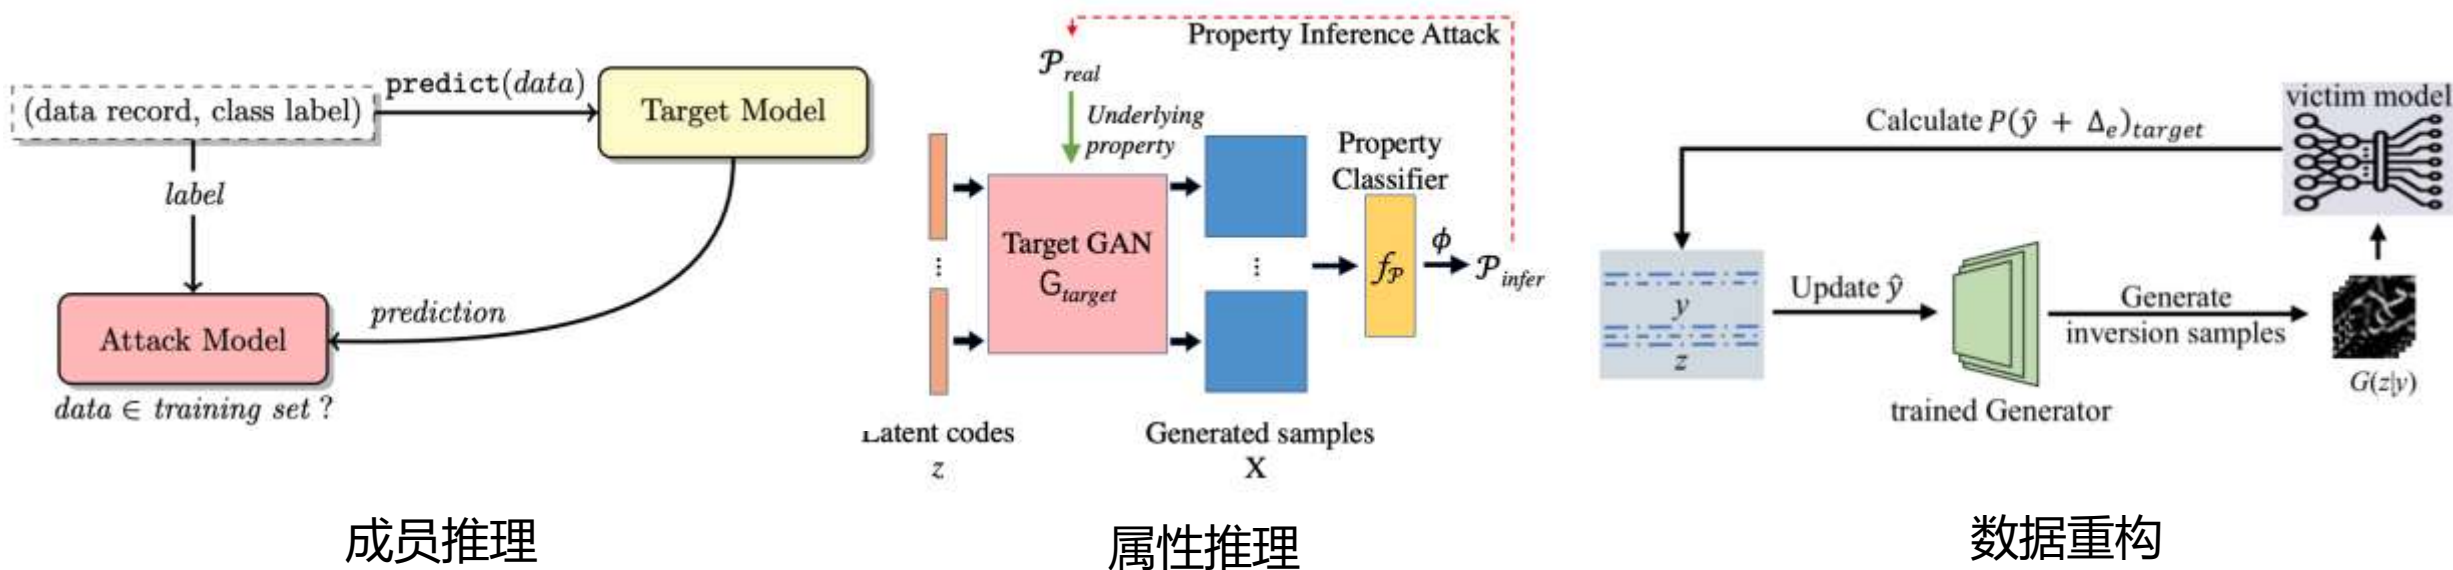 (data record, class label)
predict(data)
Target Model
label
prediction
Attack Model
data ∈ training set ?
成员推理
Property Inference Attack
𝒫real
Underlying
property
Property
Classifier
Target GAN
Gtarget
f𝒫
ϕ
𝒫infer
Latent codes
z
Generated samples
X
属性推理
victim model
Calculate P(ŷ + Δe)target
y
z
Update ŷ
Generate
inversion samples
G(z|y)
trained Generator
数据重构